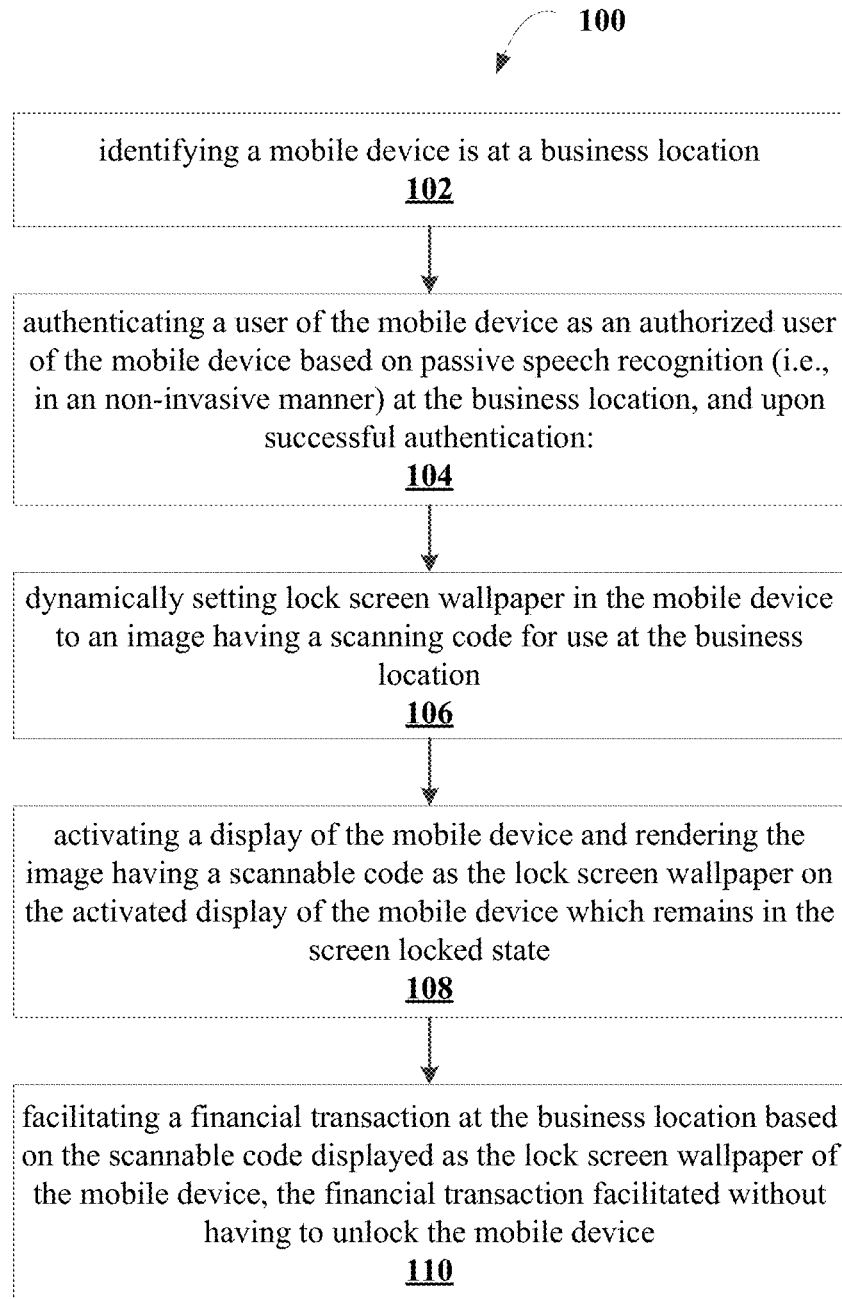 100
identifying a mobile device is at a business location
102
authenticating a user of the mobile device as an authorized user
of the mobile device based on passive speech recognition (i.e.,
in an non-invasive manner) at the business location, and upon
successful authentication:
104
dynamically setting lock screen wallpaper in the mobile device
to an image having a scanning code for use at the business
location
106
activating a display of the mobile device and rendering the
image having a scannable code as the lock screen wallpaper on
the activated display of the mobile device which remains in the
screen locked state
108
facilitating a financial transaction at the business location based
on the scannable code displayed as the lock screen wallpaper of
the mobile device, the financial transaction facilitated without
having to unlock the mobile device
110